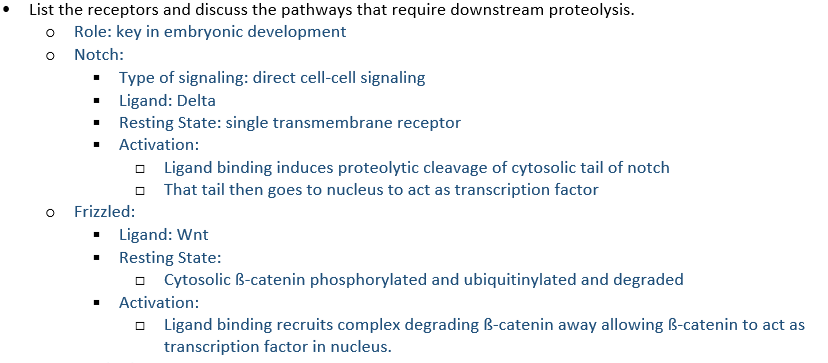 • List the receptors and discuss the pathways that require downstream proteolysis.
o Role: key in embryonic development
o Notch:
▪ Type of signaling: direct cell-cell signaling
▪ Ligand: Delta
▪ Resting State: single transmembrane receptor
▪ Activation:
□ Ligand binding induces proteolytic cleavage of cytosolic tail of notch
□ That tail then goes to nucleus to act as transcription factor
o Frizzled:
▪ Ligand: Wnt
▪ Resting State:
□ Cytosolic ß-catenin phosphorylated and ubiquitinylated and degraded
▪ Activation:
□ Ligand binding recruits complex degrading ß-catenin away allowing ß-catenin to act as
transcription factor in nucleus.